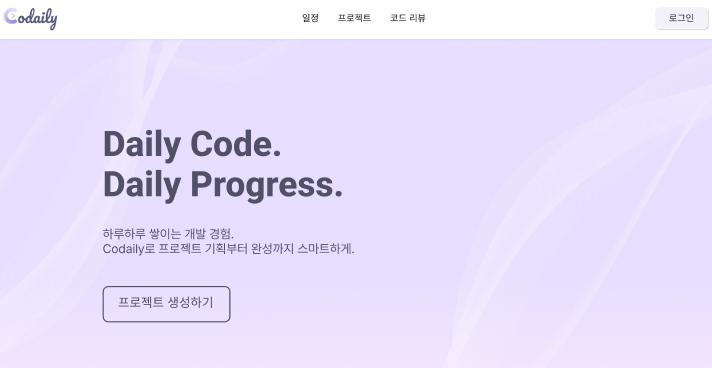 Codaily
일정
프로젝트
코드 리뷰
로그인
Daily Code.
Daily Progress.
하루하루 쌓이는 개발 경험.
Codaily로 프로젝트 기획부터 완성까지 스마트하게.
프로젝트 생성하기